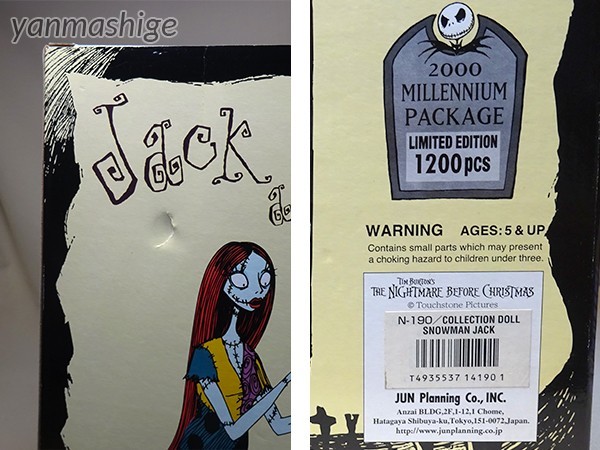 yanmashige
Jack
2000
MILLENNIUM
PACKAGE
LIMITED EDITION
1200pcs
WARNING AGES: 5 & UP
Contains small parts which may present
a choking hazard to children under three.
TIM BURTON'S
THE NIGHTMARE BEFORE CHRISTMAS
© Touchstone Pictures
N-190/COLLECTION DOLL
SNOWMAN JACK
T4935537 14190 1
JUN Planning Co., INC.
Anzai BLDG,2F,1-12,1 Chome,
Hatagaya Shibuya-ku,Tokyo,151-0072,Japan.
http://www.junplanning.co.jp